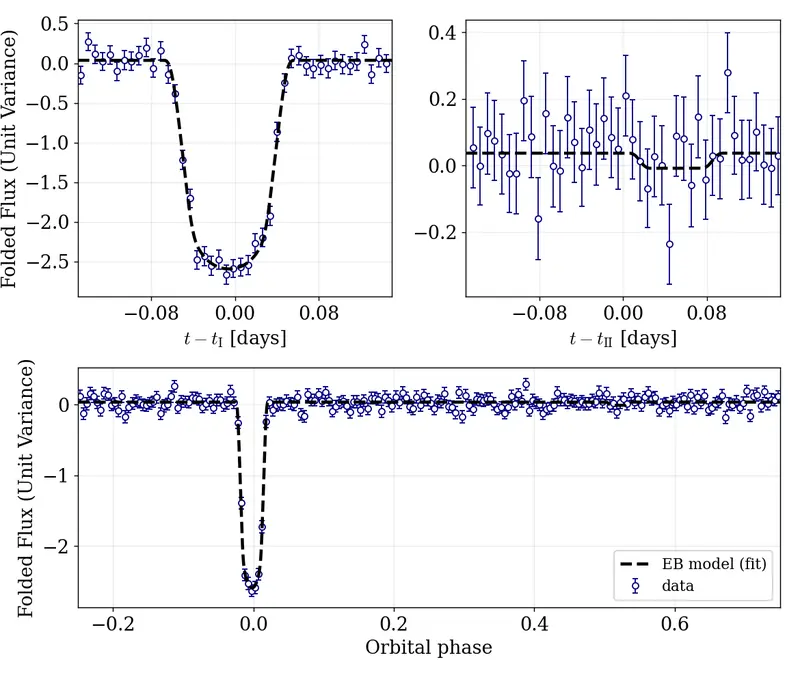 Folded Flux (Unit Variance)
0.5
0.0
−0.5
−1.0
−1.5
−2.0
−2.5
−0.08 0.00 0.08
t − tI [days]
0.4
0.2
0.0
−0.2
−0.08 0.00 0.08
t − tII [days]
Folded Flux (Unit Variance)
0
−1
−2
−0.2 0.0 0.2 0.4 0.6
Orbital phase
EB model (fit)
data